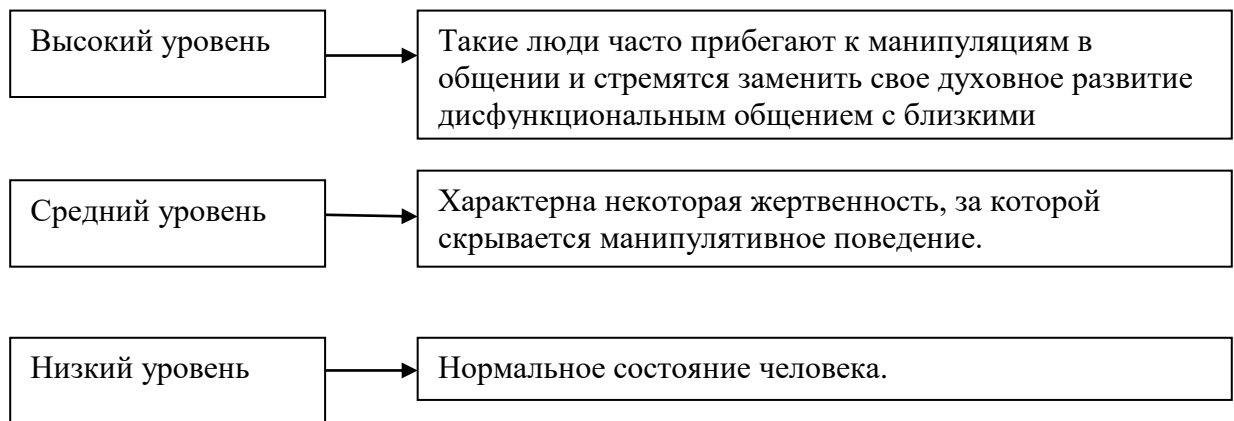 Высокий уровень
Такие люди часто прибегают к манипуляциям в
общении и стремятся заменить свое духовное развитие
дисфункциональным общением с близкими
Средний уровень
Характерна некоторая жертвенность, за которой
скрывается манипулятивное поведение.
Низкий уровень
Нормальное состояние человека.